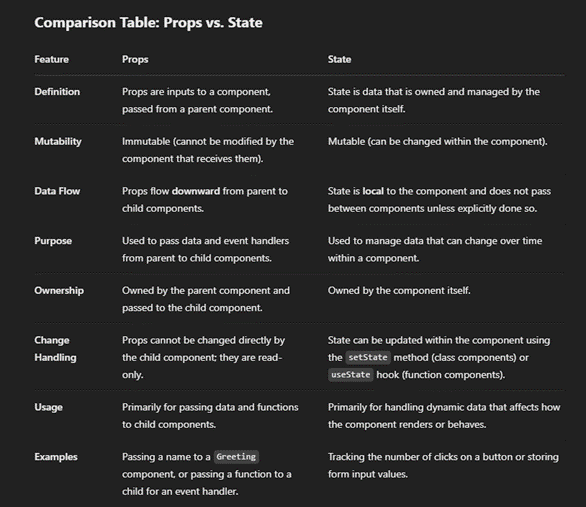 Comparison Table: Props vs. State
Feature Props State
Definition Props are inputs to a component, State is data that is owned and managed by the
passed from a parent component. component itself.
Mutability Immutable (cannot be modified by the Mutable (can be changed within the component).
component that receives them).
Data Flow Props flow downward from parent to State is local to the component and does not pass
child components. between components unless explicitly done so.
Purpose Used to pass data and event handlers Used to manage data that can change over time
from parent to child components. within a component.
Ownership Owned by the parent component and Owned by the component itself.
passed to the child component.
Change Props cannot be changed directly by State can be updated within the component using
Handling the child component; they are read- the setState method (class components) or
only. useState hook (function components).
Usage Primarily for passing data and functions Primarily for handling dynamic data that affects how
to child components. the component renders or behaves.
Examples Passing a name to a Greeting Tracking the number of clicks on a button or storing
component, or passing a function to a form input values.
child for an event handler.